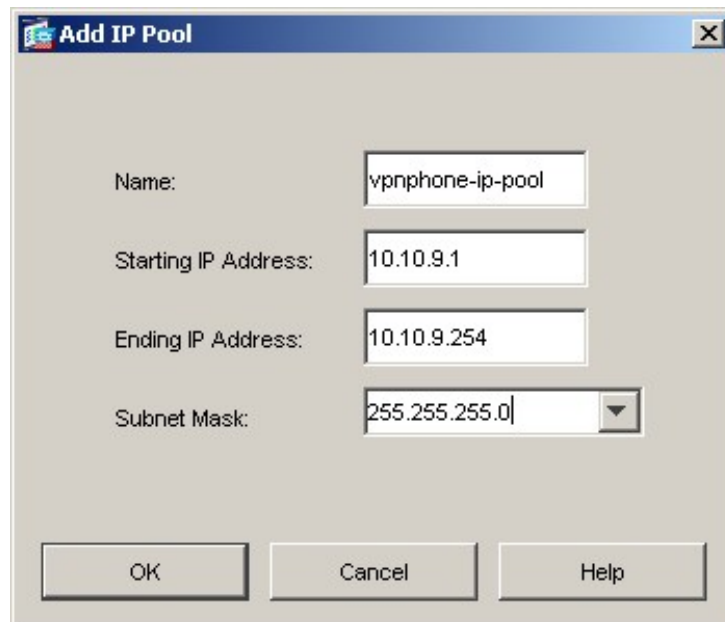 Add IP Pool
Name: vpnphone-ip-pool
Starting IP Address: 10.10.9.1
Ending IP Address: 10.10.9.254
Subnet Mask: 255.255.255.0
OK Cancel Help